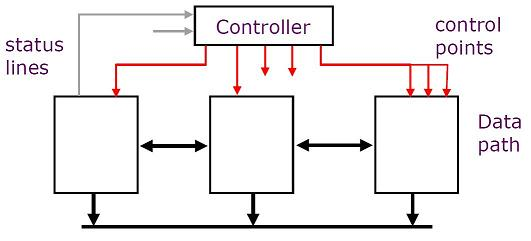 Controller
control
points
status
lines
Data
path